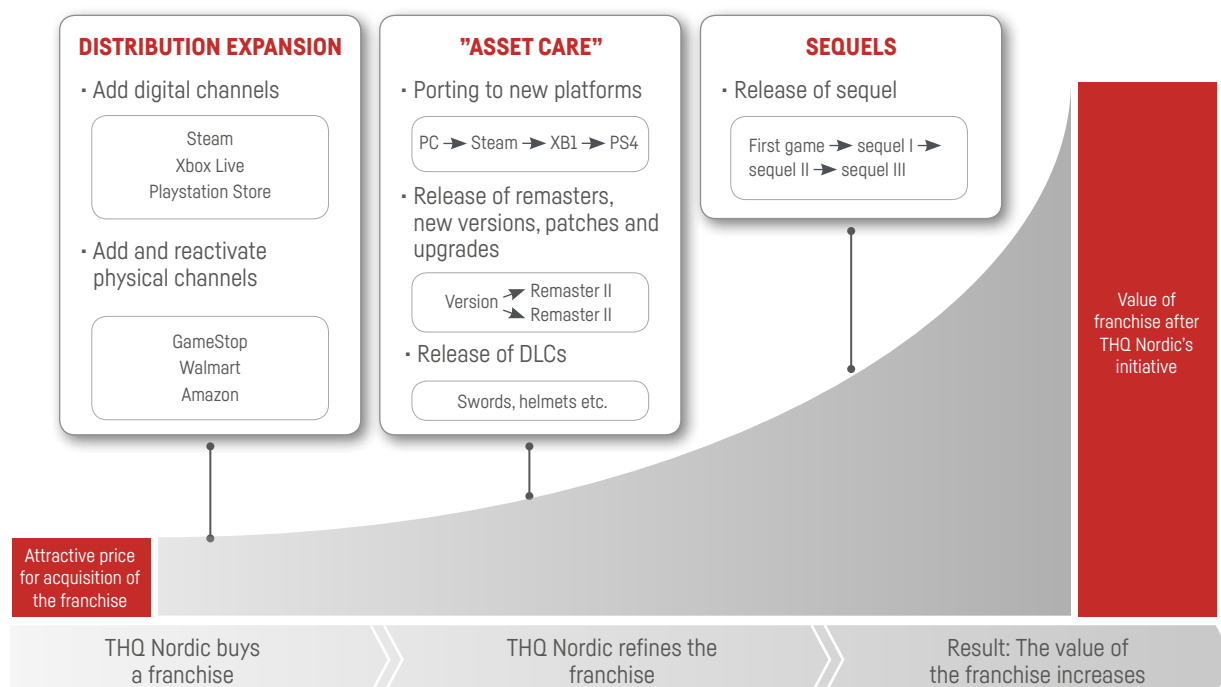 DISTRIBUTION EXPANSION
· Add digital channels
Steam
Xbox Live
Playstation Store
· Add and reactivate
physical channels
GameStop
Walmart
Amazon
”ASSET CARE”
· Porting to new platforms
PC → Steam → XB1 → PS4
· Release of remasters,
new versions, patches and
upgrades
Version
Remaster II
Remaster II
· Release of DLCs
Swords, helmets etc.
SEQUELS
· Release of sequel
First game → sequel I →
sequel II → sequel III
Attractive price
for acquisition of
the franchise
Value of
franchise after
THQ Nordic’s
initiative
THQ Nordic buys
a franchise
THQ Nordic refines the
franchise
Result: The value of
the franchise increases